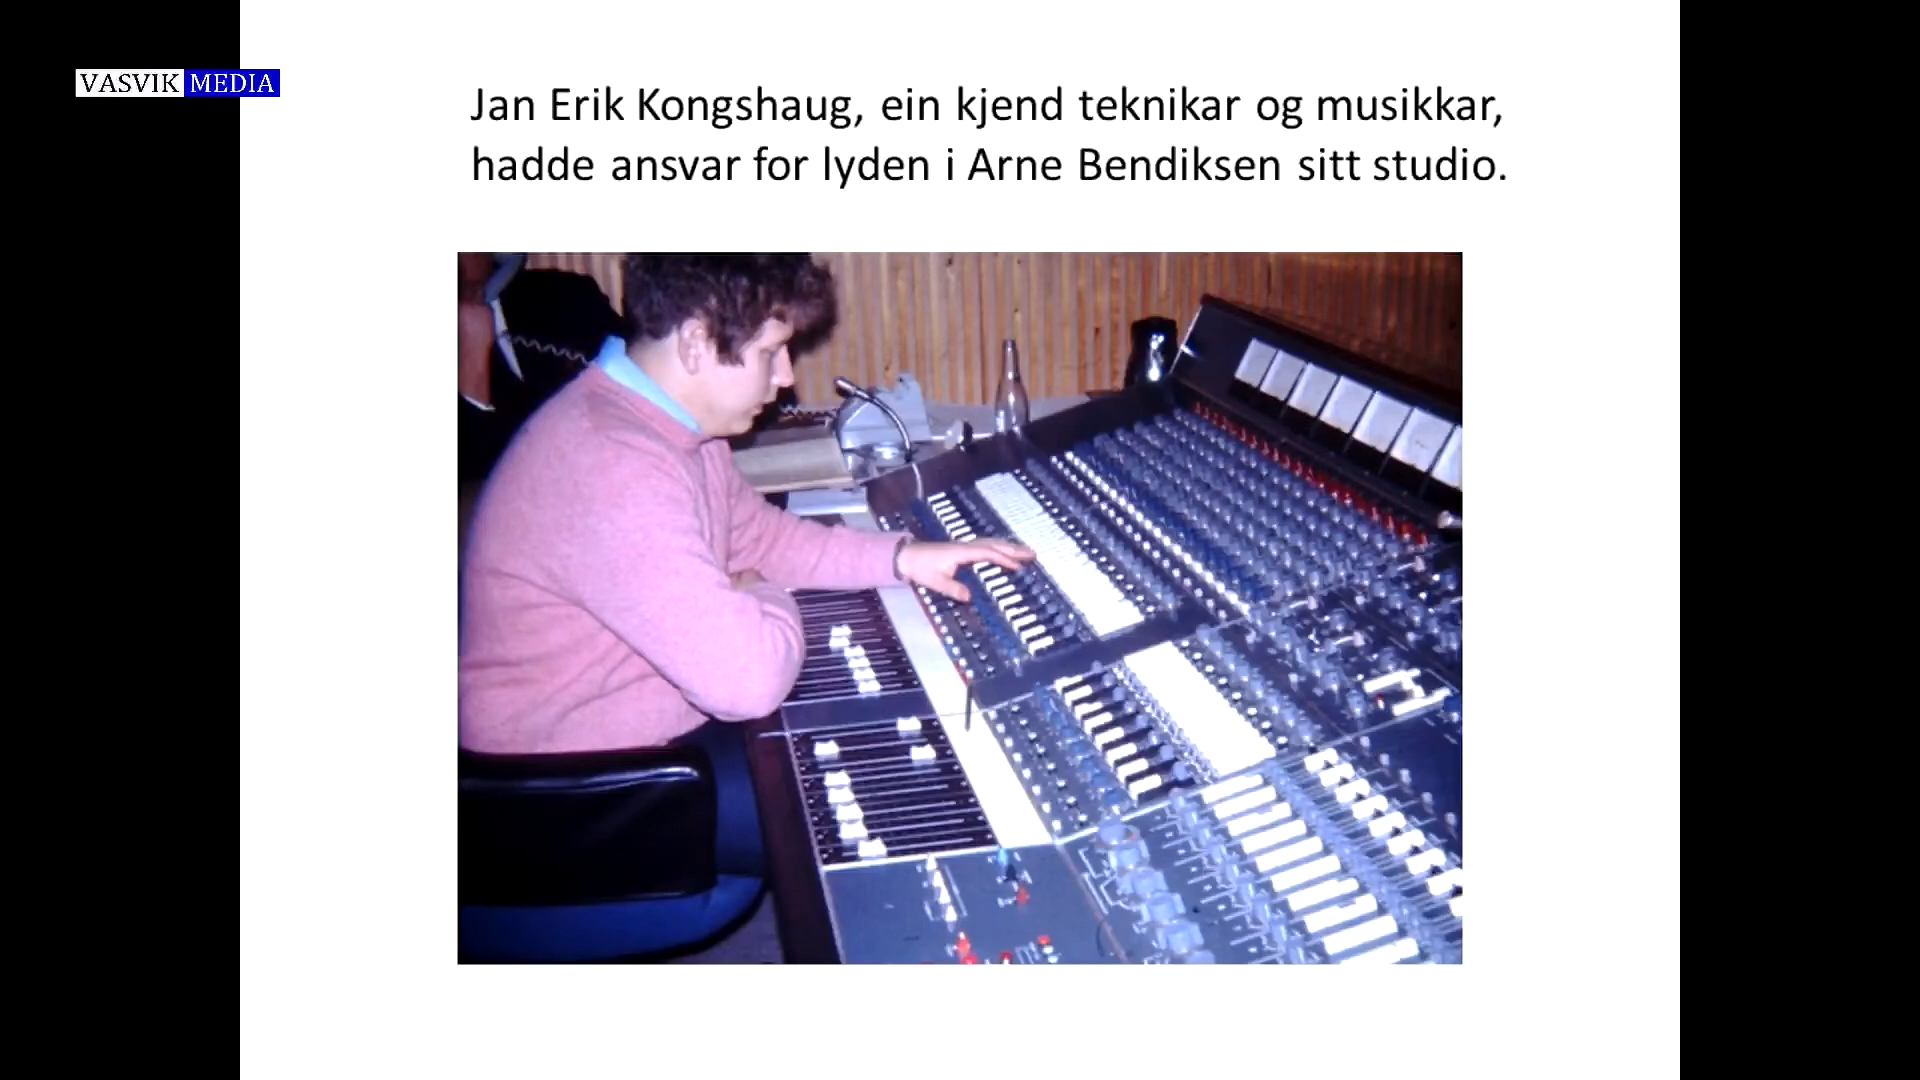 VASVIK MEDIA
Jan Erik Kongshaug, ein kjend teknikar og musikkar,
hadde ansvar for lyden i Arne Bendiksen sitt studio.